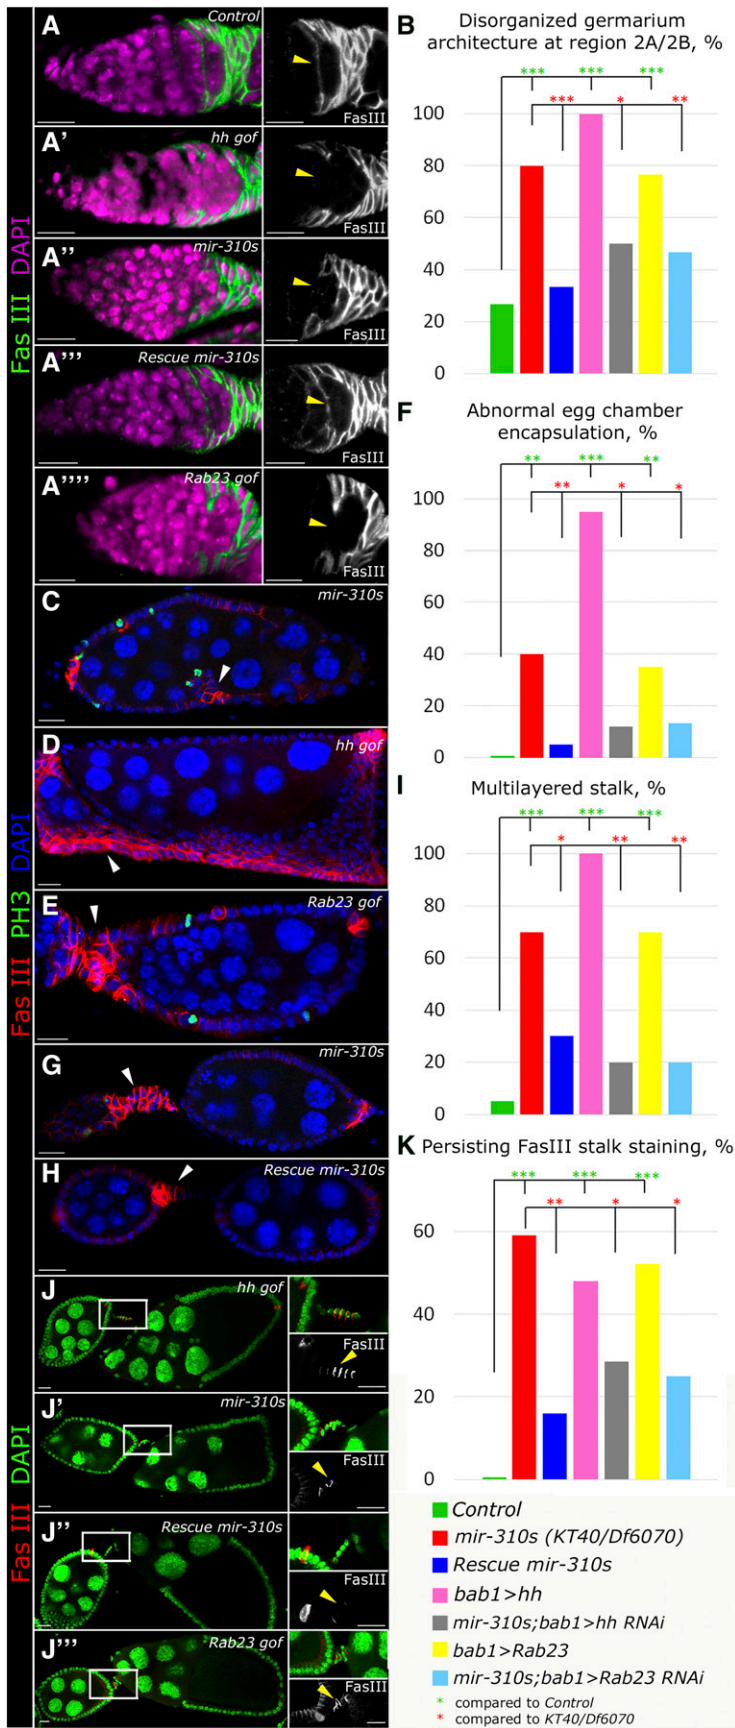 Fas III DAPI
A
Control
FasIII
A'
hh gof
FasIII
A''
mir-310s
FasIII
A'''
Rescue mir-310s
FasIII
A''''
Rab23 gof
FasIII
Fas III PH3 DAPI
C
mir-310s
D
hh gof
E
Rab23 gof
G
mir-310s
H
Rescue mir-310s
Fas III DAPI
J
hh gof
FasIII
J'
mir-310s
FasIII
J''
Rescue mir-310s
FasIII
J'''
Rab23 gof
FasIII
B
Disorganized germarium
architecture at region 2A/2B, %
*** *** ***
*** * **
100
80
60
40
20
0
F
Abnormal egg chamber
encapsulation, %
** *** **
** * *
100
80
60
40
20
0
I
Multilayered stalk, %
*** *** ***
* ** **
100
80
60
40
20
0
K
Persisting FasIII stalk staining, %
*** *** ***
** * *
60
40
20
0
Control
mir-310s (KT40/Df6070)
Rescue mir-310s
bab1>hh
mir-310s;bab1>hh RNAi
bab1>Rab23
mir-310s;bab1>Rab23 RNAi
* compared to Control
* compared to KT40/Df6070